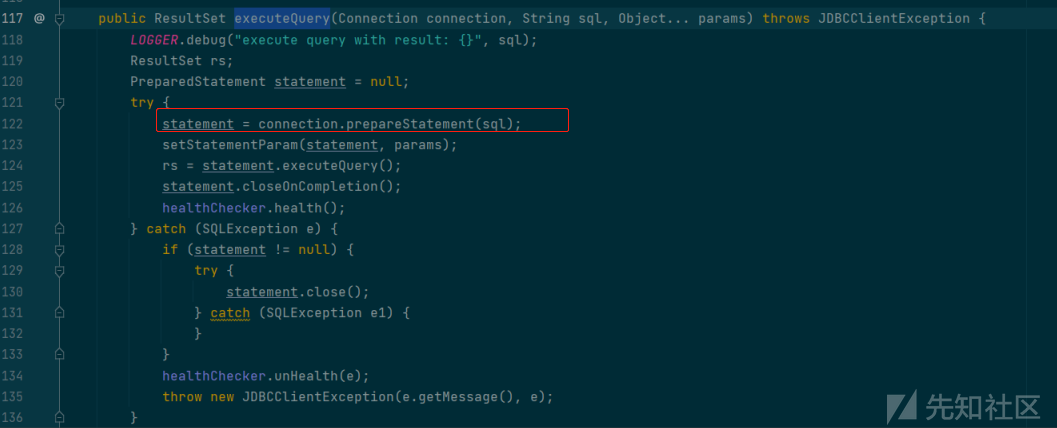 117 @ public ResultSet executeQuery(Connection connection, String sql, Object... params) throws JDBCClientException {
118 LOGGER.debug("execute query with result: {}", sql);
119 ResultSet rs;
120 PreparedStatement statement = null;
121 try {
122 statement = connection.prepareStatement(sql);
123 setStatementParam(statement, params);
124 rs = statement.executeQuery();
125 statement.closeOnCompletion();
126 healthChecker.health();
127 } catch (SQLException e) {
128 if (statement != null) {
129 try {
130 statement.close();
131 } catch (SQLException e1) {
132 }
133 }
134 healthChecker.unHealth(e);
135 throw new JDBCClientException(e.getMessage(), e);
136 }
先知社区